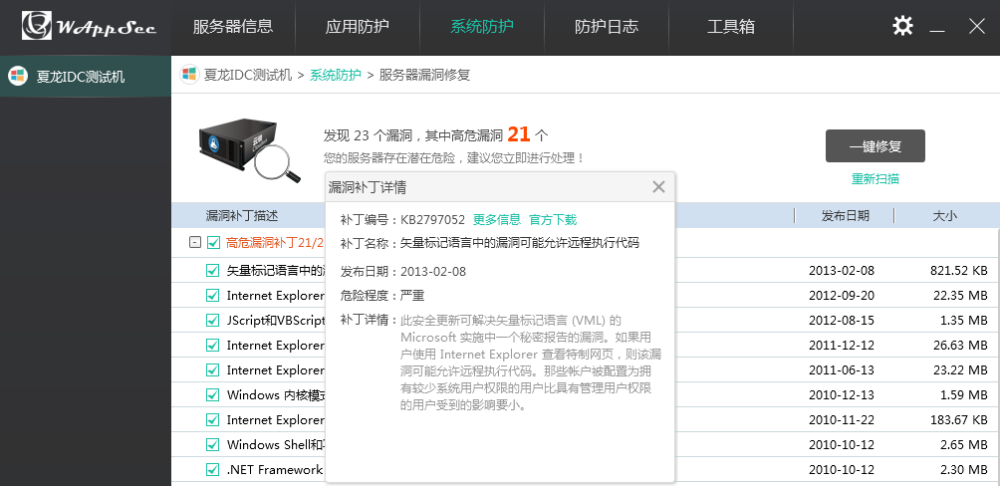 WAppSec
服务器信息
应用防护
系统防护
防护日志
工具箱
夏龙IDC测试机
夏龙IDC测试机 > 系统防护 > 服务器漏洞修复
发现 23 个漏洞，其中高危漏洞 21 个
您的服务器存在潜在危险，建议您立即进行处理！
一键修复
重新扫描
漏洞补丁描述
发布日期
大小
高危漏洞补丁21/2
矢量标记语言中的
2013-02-08
821.52 KB
Internet Explorer
2012-09-20
22.35 MB
JScript和VBScript
2012-08-15
1.35 MB
Internet Explorer
2011-12-12
26.63 MB
Internet Explorer
2011-06-13
23.22 MB
Windows 内核模式
2010-12-13
1.59 MB
Internet Explorer
2010-11-22
183.67 KB
Windows Shell和
2010-10-12
2.65 MB
.NET Framework
2010-10-12
2.30 MB
漏洞补丁详情
补丁编号：KB2797052 更多信息 官方下载
补丁名称：矢量标记语言中的漏洞可能允许远程执行代码
发布日期：2013-02-08
危险程度：严重
补丁详情：此安全更新可解决矢量标记语言 (VML) 的
Microsoft 实施中一个秘密报告的漏洞。如果用
户使用 Internet Explorer 查看特制网页，则该漏
洞可能允许远程执行代码。那些帐户被配置为拥
有较少系统用户权限的用户比具有管理用户权限
的用户受到的影响要小。